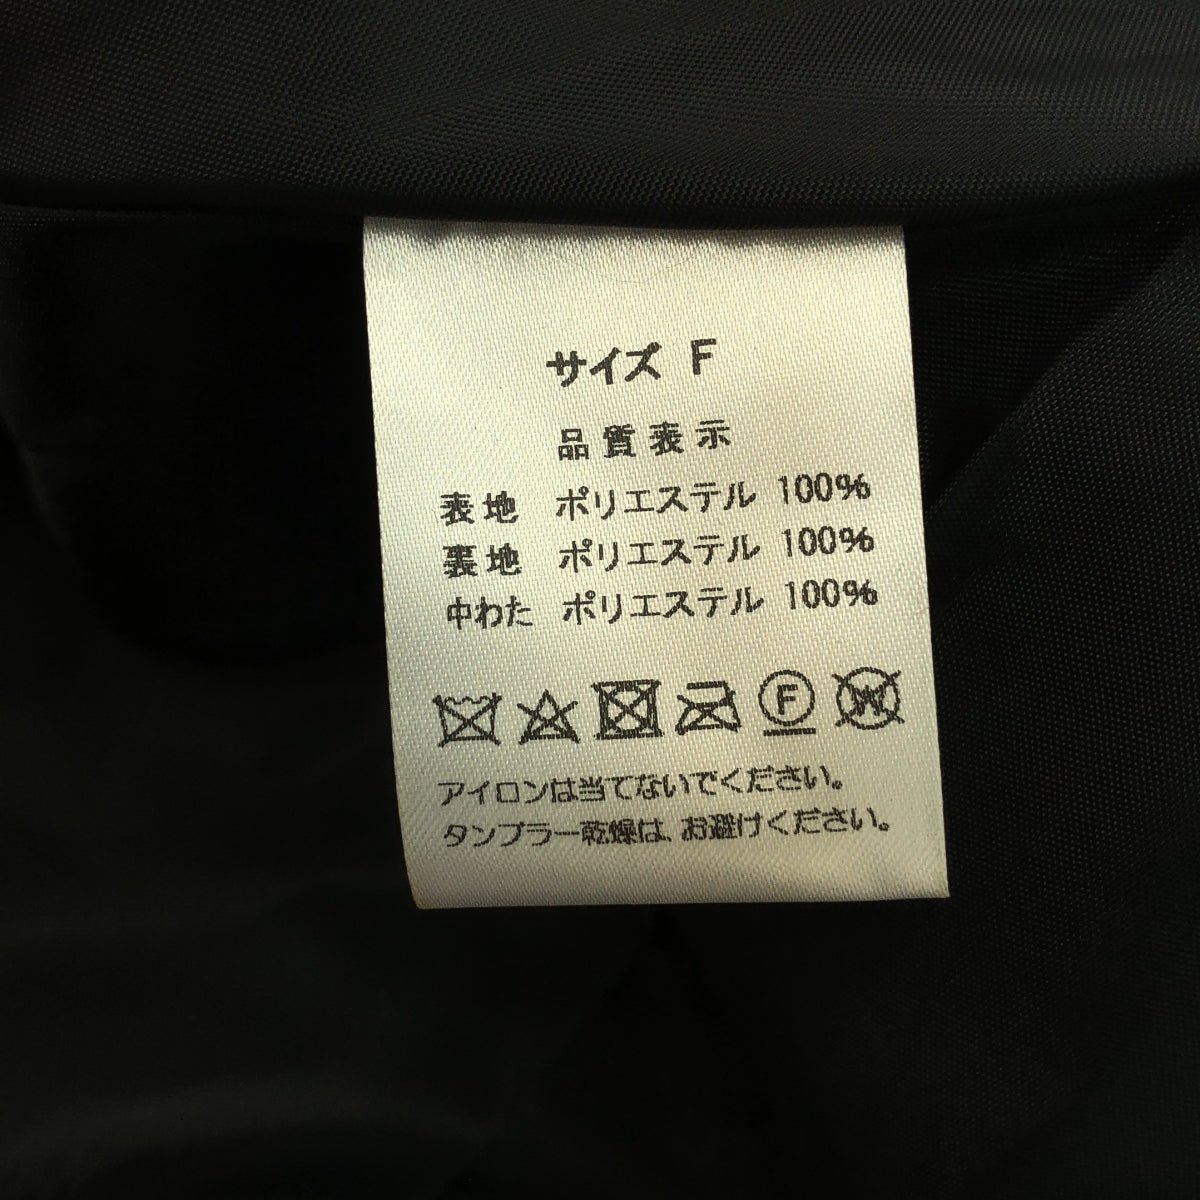 サイズ F
品質表示
表地 ポリエステル 100%
裏地 ポリエステル 100%
中わた ポリエステル 100%
F W
アイロンは当てないでください。
タンブラー乾燥は、お避けください。